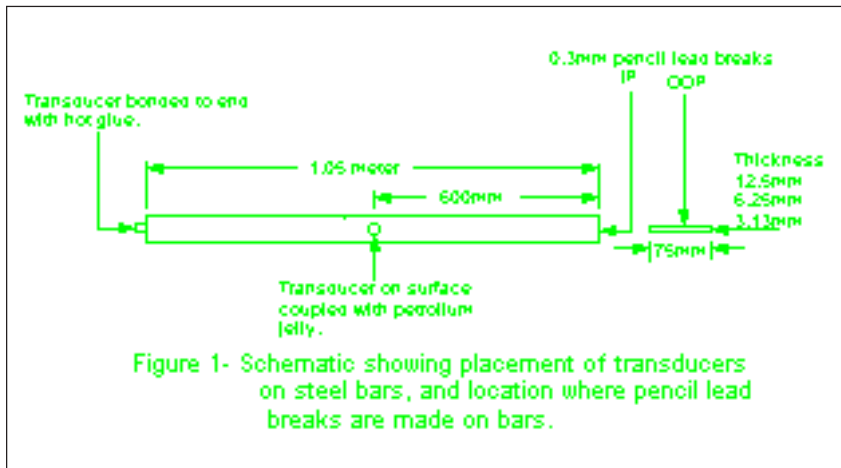 0.3mm pencil lead breaks
IP
OOP
Transducer bonded to end
with hot glue.
1.05 meter
Thickness
12.5mm
6.25mm
3.13mm
600mm
75mm
Transducer on surface
coupled with petrolium
jelly.
Figure 1- Schematic showing placement of transducers
on steel bars, and location where pencil lead
breaks are made on bars.